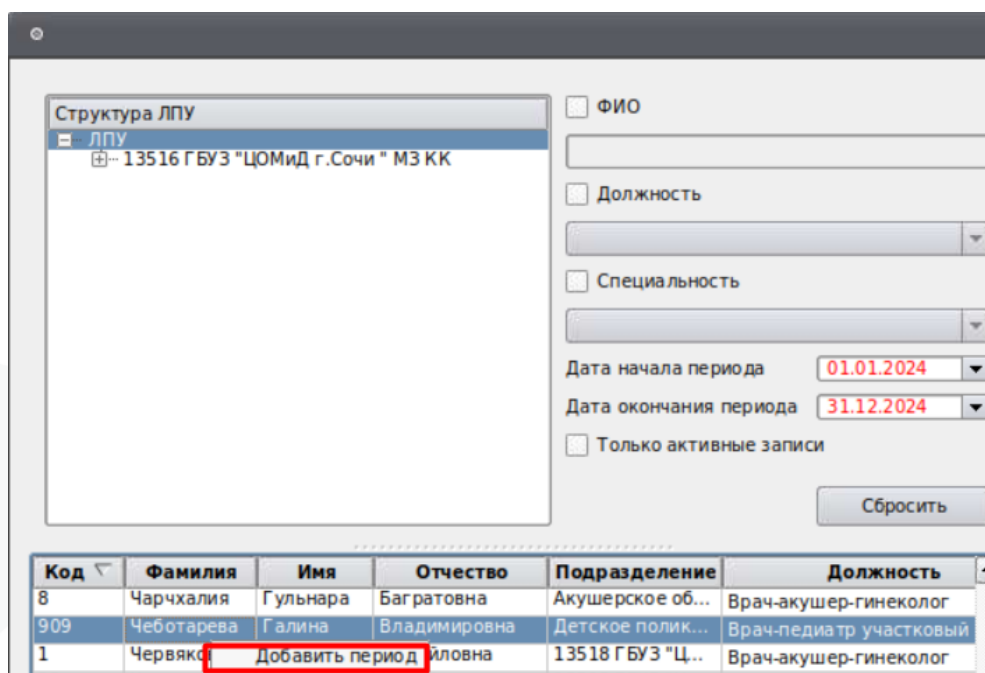 Структура ЛПУ
ЛПУ
13516 ГБУЗ "ЦОМиД г.Сочи " МЗ КК
ФИО
Должность
Специальность
Дата начала периода 01.01.2024
Дата окончания периода 31.12.2024
Только активные записи
Сбросить
Код Фамилия Имя Отчество Подразделение Должность
8 Чарчхалия Гульнара Багратовна Акушерское об... Врач-акушер-гинеколог
909 Чеботарева Галина Владимировна Детское полик... Врач-педиатр участковый
1 Добавить период 13518 ГБУЗ "Ц... Врач-акушер-гинеколог